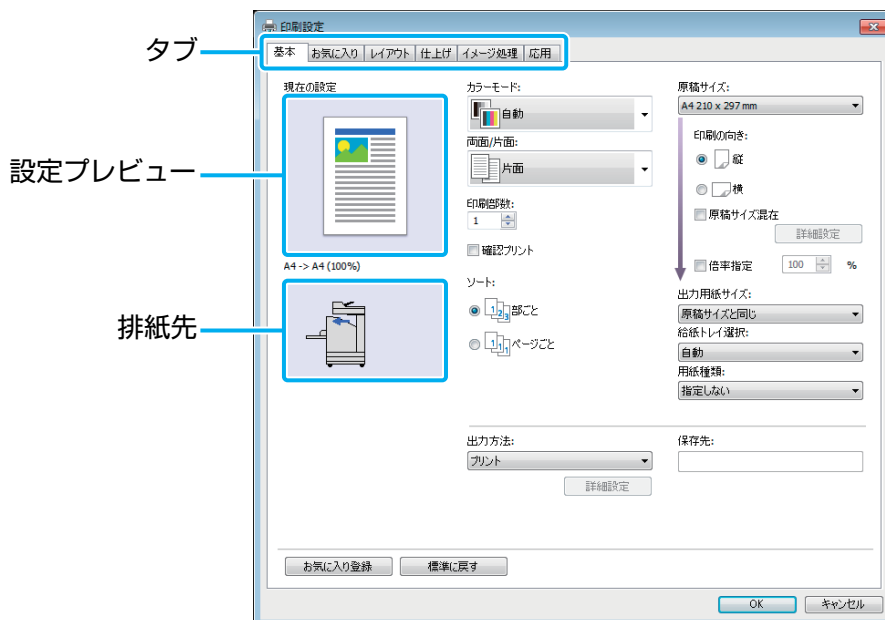 印刷設定
タブ
基本 お気に入り レイアウト 仕上げ イメージ処理 応用
現在の設定
設定プレビュー
A4 -> A4 (100%)
排紙先
カラーモード:
自動
両面/片面:
片面
印刷部数:
1
確認プリント
ソート:
1 2 3 部ごと
1 1 1 ページごと
原稿サイズ:
A4 210 x 297 mm
印刷の向き:
縦
横
原稿サイズ混在
詳細設定
倍率指定 100 %
出力用紙サイズ:
原稿サイズと同じ
給紙トレイ選択:
自動
用紙種類:
指定しない
出力方法:
プリント
詳細設定
保存先:
お気に入り登録 標準に戻す
OK キャンセル